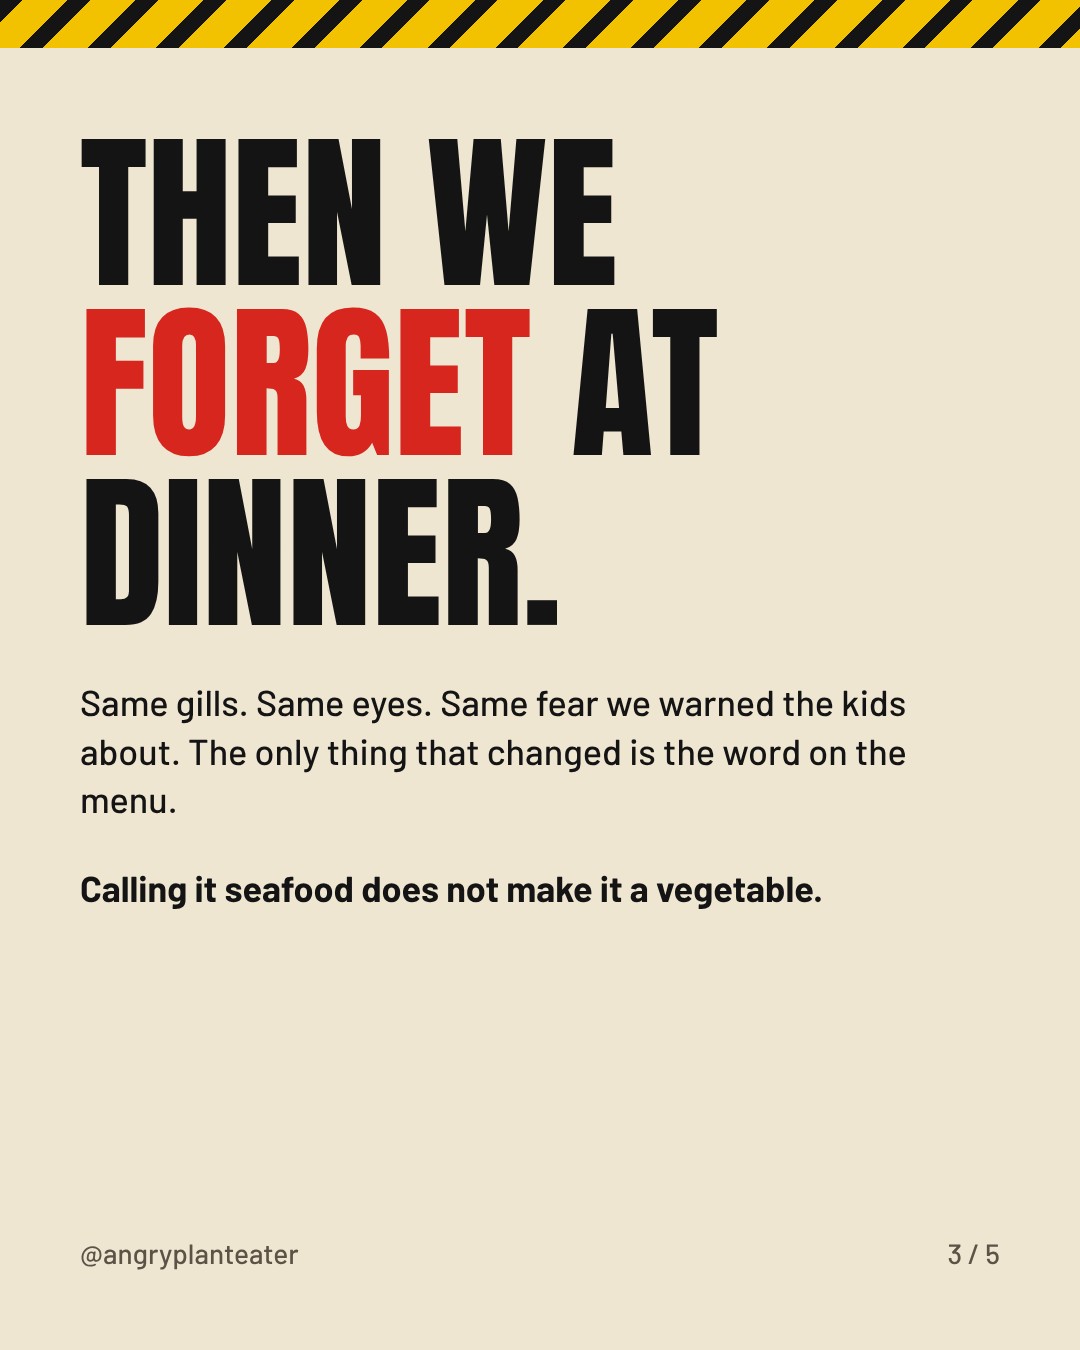 THEN WE
FORGET AT
DINNER.
Same gills. Same eyes. Same fear we warned the kids
about. The only thing that changed is the word on the
menu.
Calling it seafood does not make it a vegetable.
@angryplanteater
3 / 5